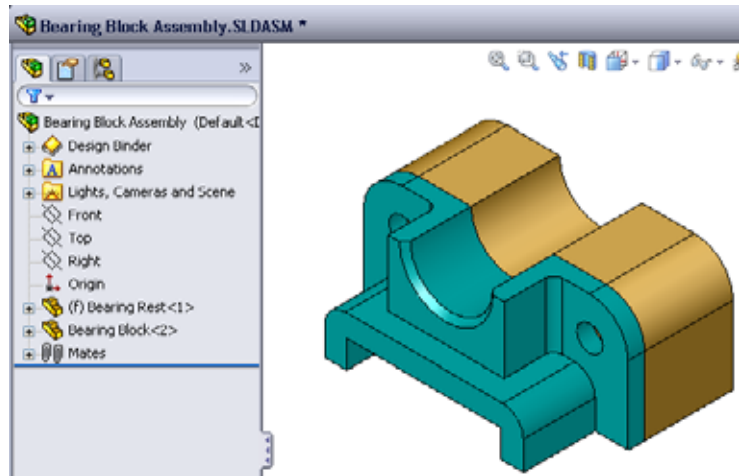 Bearing Block Assembly.SLDASM *
Bearing Block Assembly (Default<D
Design Binder
A Annotations
Lights, Cameras and Scene
Front
Top
Right
Origin
(f) Bearing Rest<1>
Bearing Block<2>
Mates